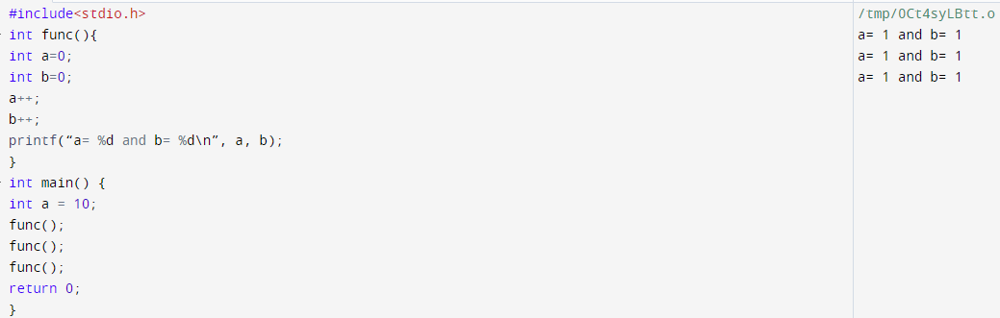 #include<stdio.h>
int func(){
int a=0;
int b=0;
a++;
b++;
printf(“a= %d and b= %d\n”, a, b);
}
int main() {
int a = 10;
func();
func();
func();
return 0;
}
/tmp/OCt4syLBtt.o
a= 1 and b= 1
a= 1 and b= 1
a= 1 and b= 1